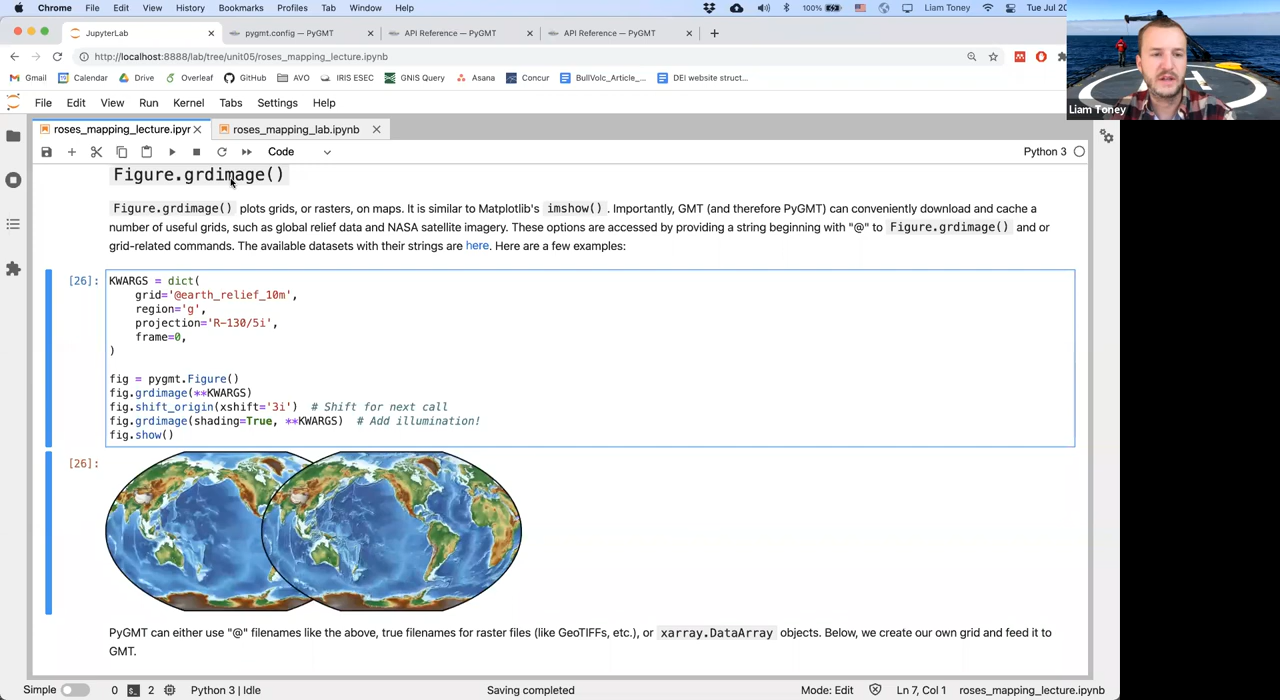 Chrome File Edit View History Bookmarks Profiles Tab Window Help 100% Liam Toney Tue Jul 20
JupyterLab pygmt.config — PyGMT API Reference — PyGMT API Reference — PyGMT
http://localhost:8888/lab/tree/unit05/roses_mapping_lecture.ipynb
Gmail Calendar Drive Overleaf GitHub AVO IRIS ESEC GNIS Query Asana Concur BullVolc_Article_... DEI website struct...
Liam Toney
File Edit View Run Kernel Tabs Settings Help
roses_mapping_lecture.ipyr roses_mapping_lab.ipynb
Code Python 3
Figure.grdimage()
Figure.grdimage() plots grids, or rasters, on maps. It is similar to Matplotlib's imshow(). Importantly, GMT (and therefore PyGMT) can conveniently download and cache a
number of useful grids, such as global relief data and NASA satellite imagery. These options are accessed by providing a string beginning with "@" to Figure.grdimage() and or
grid-related commands. The available datasets with their strings are here. Here are a few examples:
[26]: KWARGS = dict(
grid='@earth_relief_10m',
region='g',
projection='R-130/5i',
frame=0,
)
fig = pygmt.Figure()
fig.grdimage(**KWARGS)
fig.shift_origin(xshift='3i') # Shift for next call
fig.grdimage(shading=True, **KWARGS) # Add illumination!
fig.show()
[26]:
PyGMT can either use "@" filenames like the above, true filenames for raster files (like GeoTIFFs, etc.), or xarray.DataArray objects. Below, we create our own grid and feed it to
GMT.
Simple 0 2 Python 3 | Idle Saving completed Mode: Edit Ln 7, Col 1 roses_mapping_lecture.ipynb